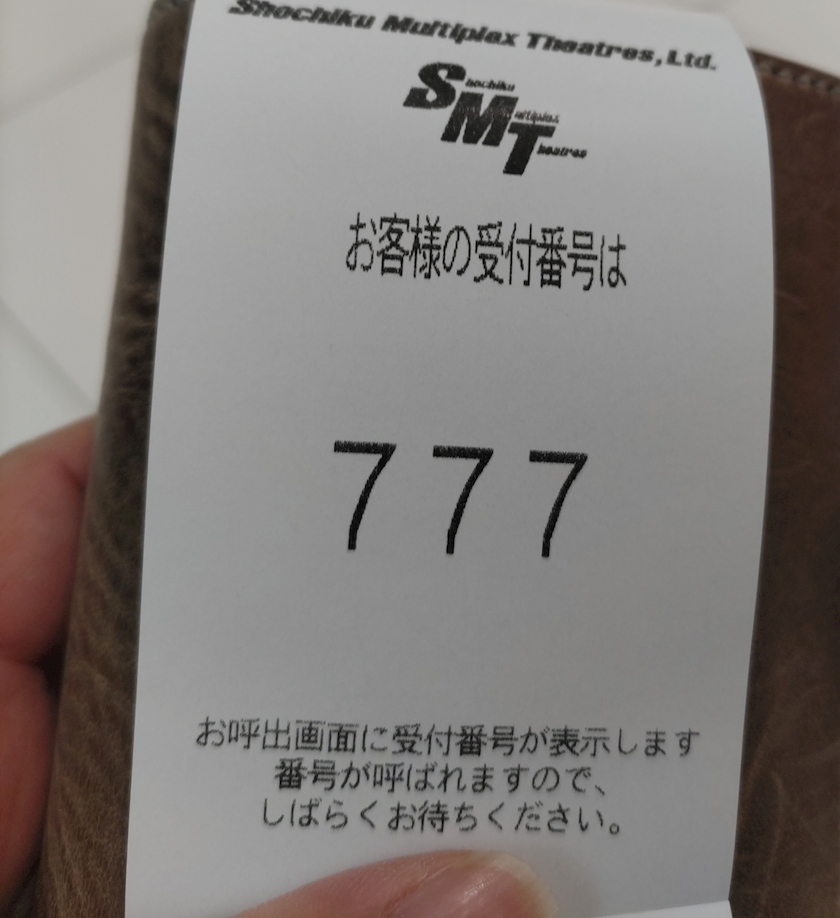 Shochiku Multiplex Theatres,Ltd.
Shochiku
Multiplex
Theatres
お客様の受付番号は
777
お呼出画面に受付番号が表示します
番号が呼ばれますので、
しばらくお待ちください。